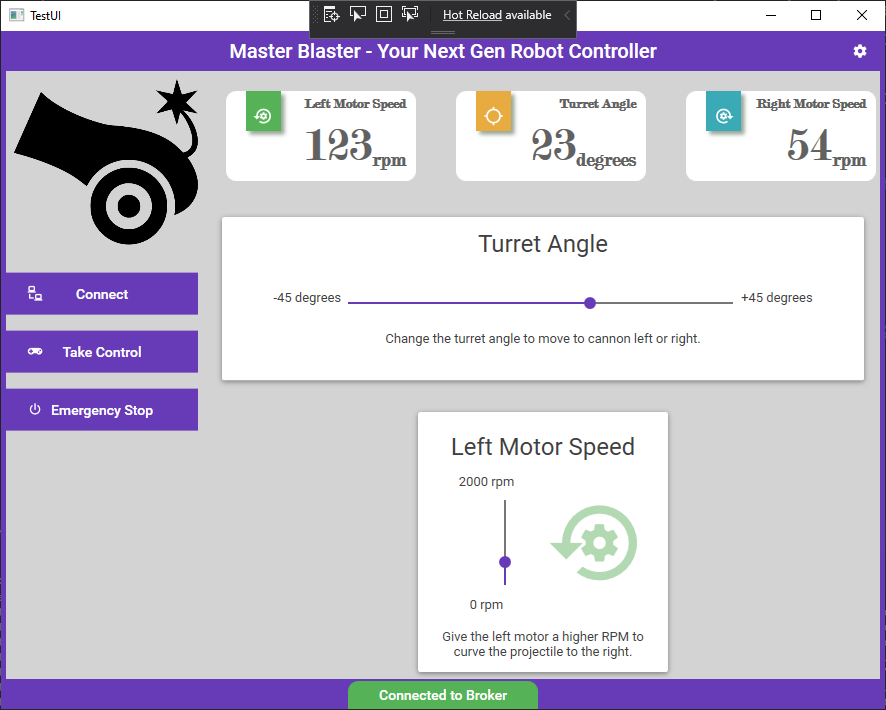 TestUI
Hot Reload available
Master Blaster - Your Next Gen Robot Controller
Left Motor Speed
123rpm
Turret Angle
23degrees
Right Motor Speed
54rpm
Turret Angle
-45 degrees
+45 degrees
Change the turret angle to move to cannon left or right.
Connect
Take Control
Emergency Stop
Left Motor Speed
2000 rpm
0 rpm
Give the left motor a higher RPM to
curve the projectile to the right.
Connected to Broker